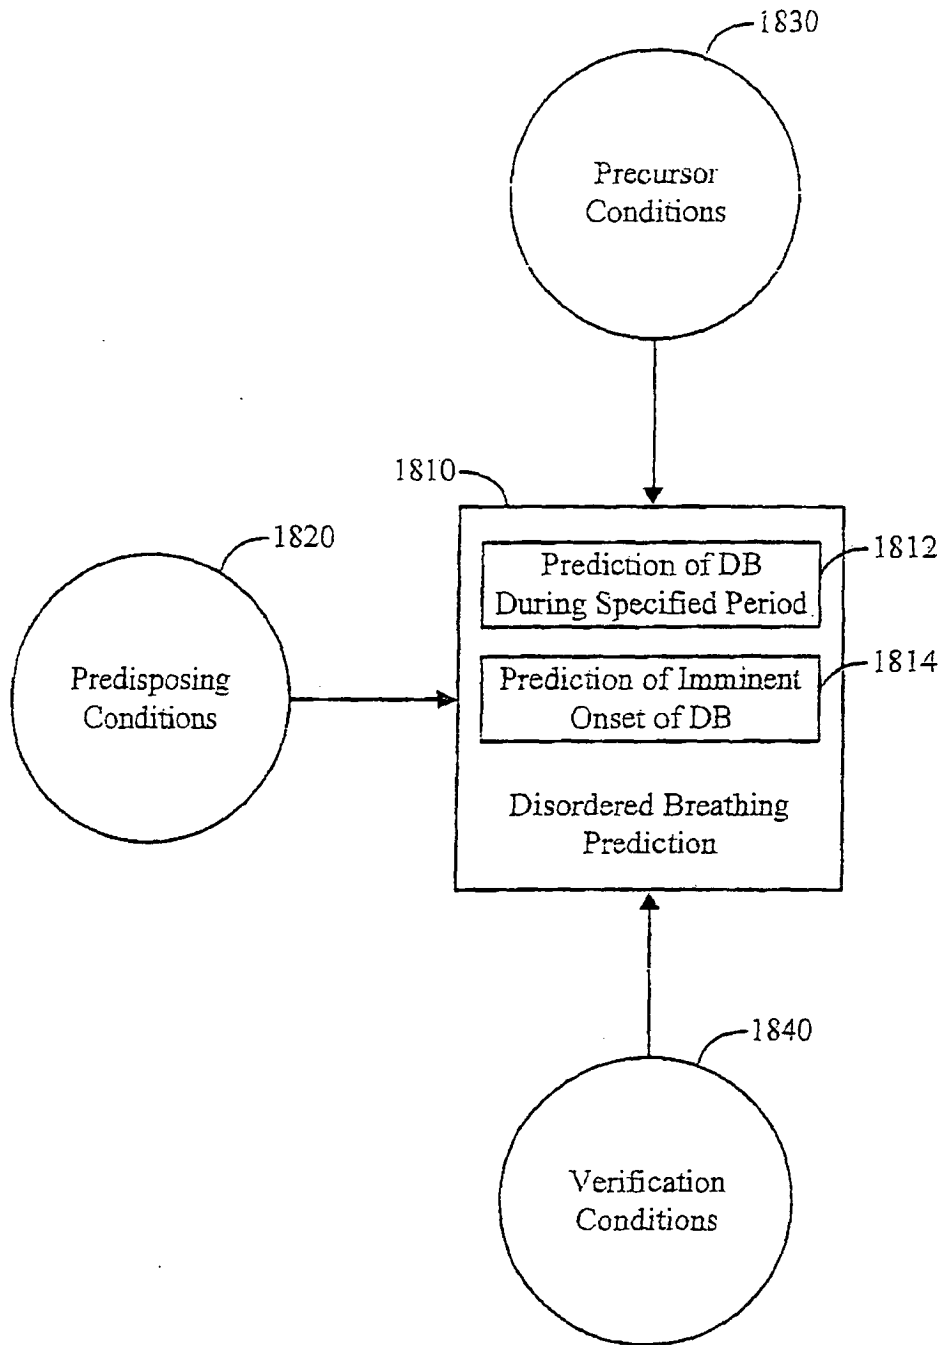 1830
Precursor
Conditions
1810
1820
Prediction of DB
During Specified Period
1812
Predisposing
Conditions
Prediction of Imminent
Onset of DB
1814
Disordered Breathing
Prediction
1840
Verification
Conditions